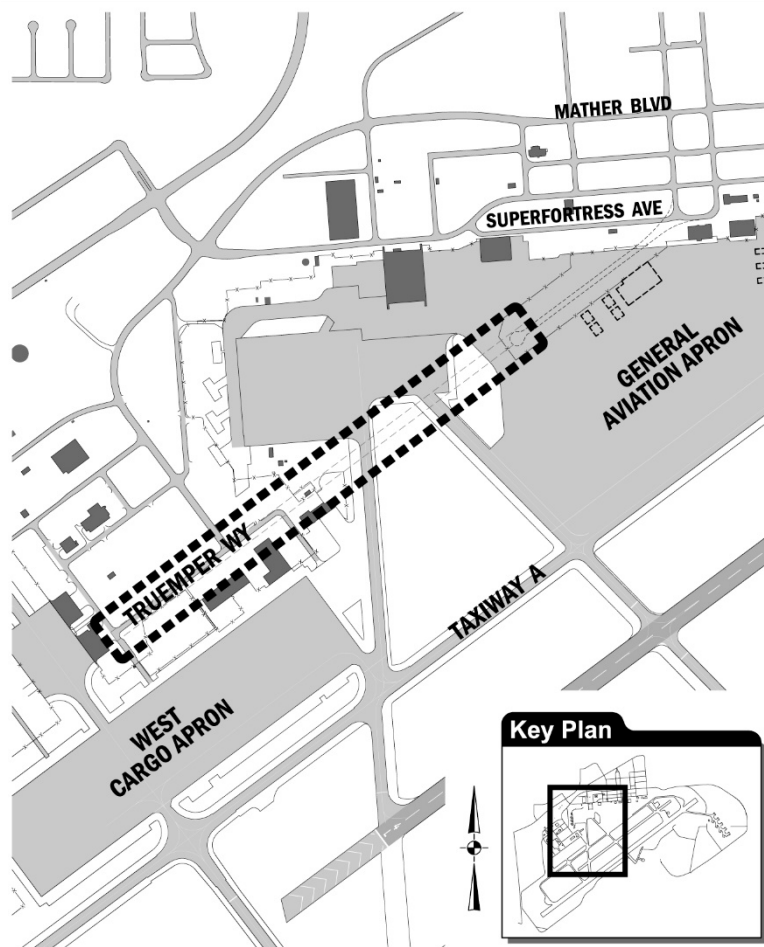 MATHER BLVD
SUPERFORTRESS AVE
GENERAL
AVIATION APRON
TRUEMPER WY
TAXIWAY A
WEST
CARGO APRON
Key Plan